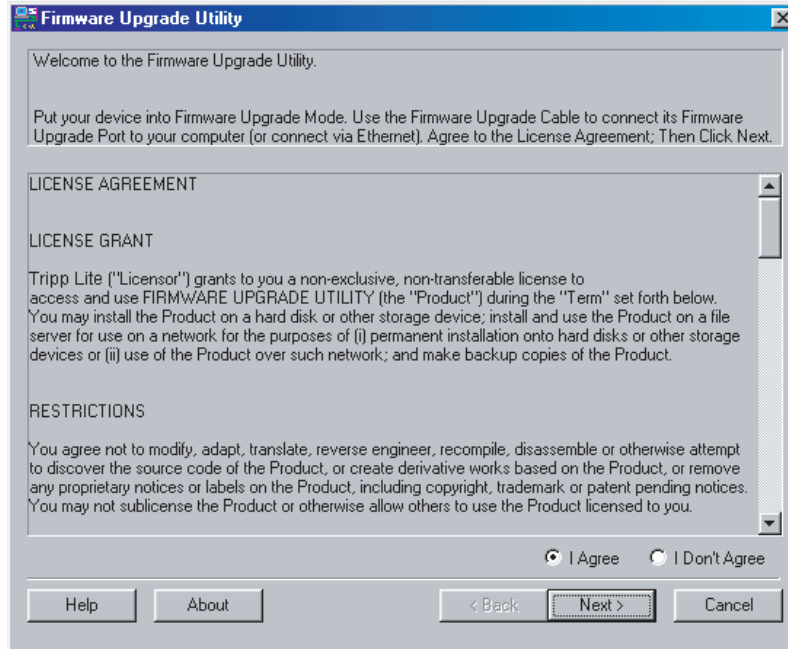 Firmware Upgrade Utility
Welcome to the Firmware Upgrade Utility.
Put your device into Firmware Upgrade Mode. Use the Firmware Upgrade Cable to connect its Firmware
Upgrade Port to your computer (or connect via Ethernet). Agree to the License Agreement; Then Click Next.
LICENSE AGREEMENT
LICENSE GRANT
Tripp Lite ("Licensor") grants to you a non-exclusive, non-transferable license to
access and use FIRMWARE UPGRADE UTILITY (the "Product") during the "Term" set forth below.
You may install the Product on a hard disk or other storage device; install and use the Product on a file
server for use on a network for the purposes of (i) permanent installation onto hard disks or other storage
devices or (ii) use of the Product over such network; and make backup copies of the Product.
RESTRICTIONS
You agree not to modify, adapt, translate, reverse engineer, recompile, disassemble or otherwise attempt
to discover the source code of the Product, or create derivative works based on the Product, or remove
any proprietary notices or labels on the Product, including copyright, trademark or patent pending notices.
You may not sublicense the Product or otherwise allow others to use the Product licensed to you.
I Agree I Don't Agree
Help About < Back Next > Cancel